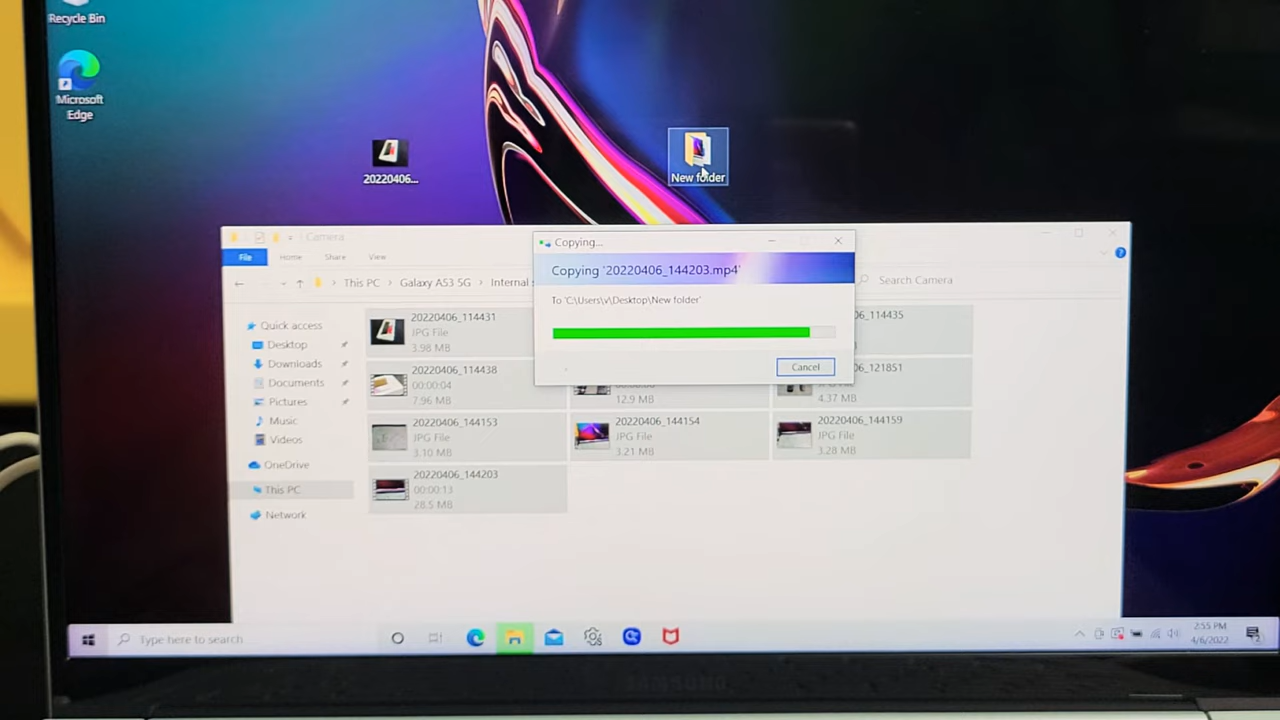 Recycle Bin
Microsoft
Edge
20220406...
New folder
Camera
File
Home
Share
View
This PC
Galaxy A53 5G
Internal
Search Camera
Copying...
Copying '20220406_144203.mp4'
To 'C:\Users\v\Desktop\New folder'
Cancel
Quick access
Desktop
Downloads
Documents
Pictures
Music
Videos
OneDrive
This PC
Network
20220406_114431
JPG File
3.98 MB
06_114435
20220406_114438
00:00:04
7.96 MB
12.9 MB
06_121851
4.37 MB
20220406_144153
JPG File
3.10 MB
20220406_144154
JPG File
3.21 MB
20220406_144159
JPG File
3.28 MB
20220406_144203
00:00:13
28.5 MB
Type here to search
2:55 PM
4/6/2022
SAMSUNG